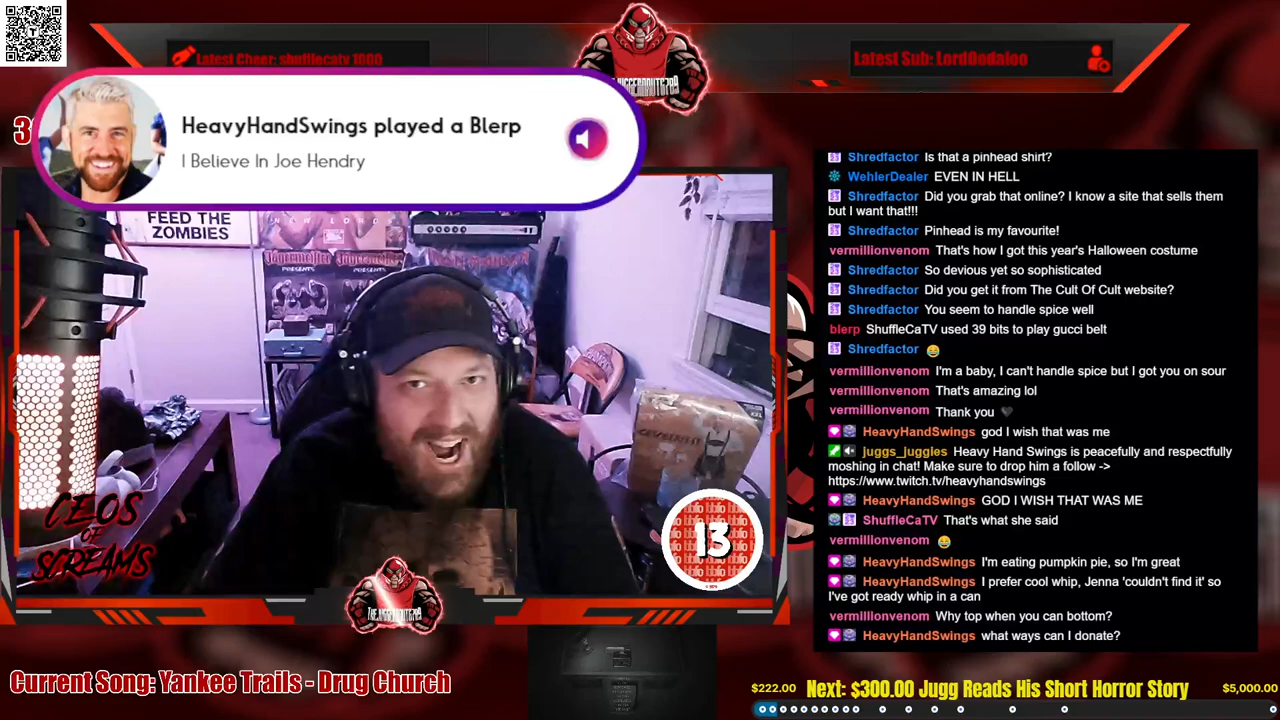 Latest Cheer: shufflecatv 1000
Latest Sub: LordOodaloo
THEJUGGERNAUT6789
HeavyHandSwings played a Blerp
I Believe In Joe Hendry
FEED THE
ZOMBIES
Jägermeister
Jägermeister
PRESENTS
PRESENTS
CEOS
OF
SCREAMS
13
Shredfactor Is that a pinhead shirt?
WehlerDealer EVEN IN HELL
Shredfactor Did you grab that online? I know a site that sells them
but I want that!!!
Shredfactor Pinhead is my favourite!
vermillionvenom That's how I got this year's Halloween costume
Shredfactor So devious yet so sophisticated
Shredfactor Did you get it from The Cult Of Cult website?
Shredfactor You seem to handle spice well
blerp ShuffleCaTV used 39 bits to play gucci belt
Shredfactor 😂
vermillionvenom I'm a baby, I can't handle spice but I got you on sour
vermillionvenom That's amazing lol
vermillionvenom Thank you 🖤
HeavyHandSwings god I wish that was me
juggs_juggles Heavy Hand Swings is peacefully and respectfully
moshing in chat! Make sure to drop him a follow ->
https://www.twitch.tv/heavyhandswings
HeavyHandSwings GOD I WISH THAT WAS ME
ShuffleCaTV That's what she said
vermillionvenom 😂
HeavyHandSwings I'm eating pumpkin pie, so I'm great
HeavyHandSwings I prefer cool whip, Jenna 'couldn't find it' so
I've got ready whip in a can
vermillionvenom Why top when you can bottom?
HeavyHandSwings what ways can I donate?
Current Song: Yankee Trails - Drug Church
$222.00 Next: $300.00 Jugg Reads His Short Horror Story $5,000.00